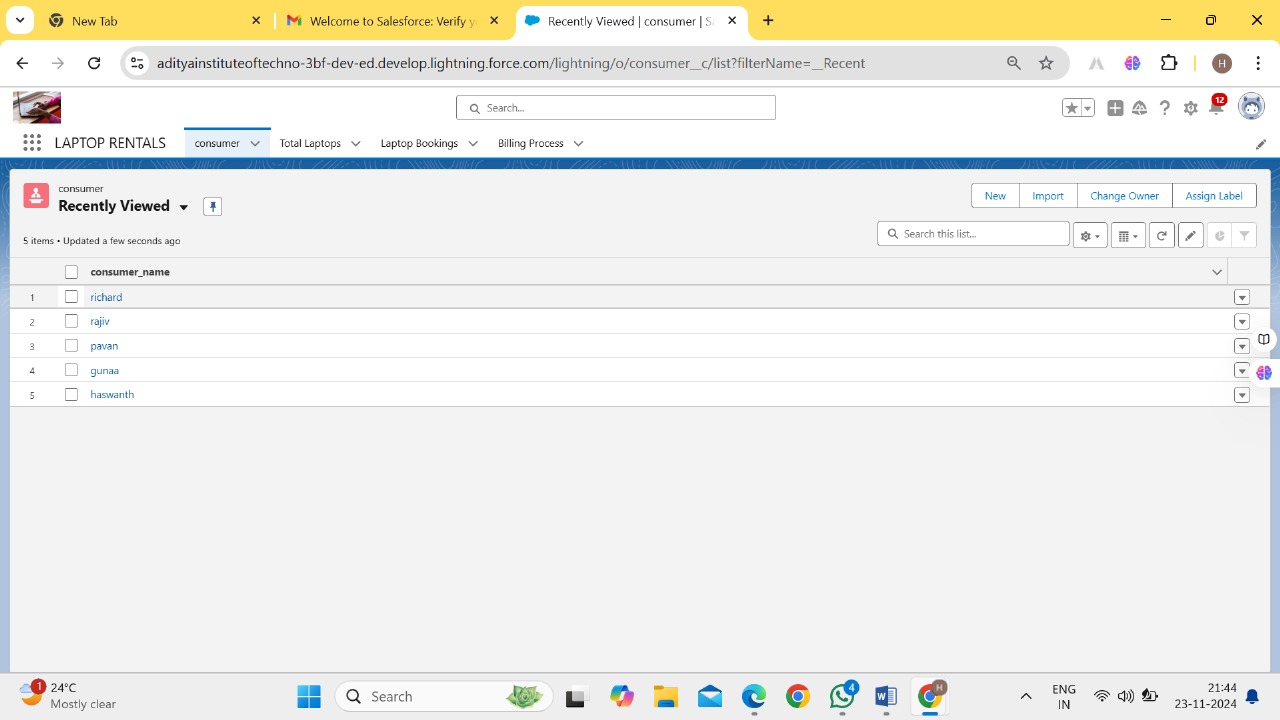 New Tab
Welcome to Salesforce: Verify yo
Recently Viewed | consumer | Sa
adityainstituteoftechno-3bf-dev-ed.develop.lightning.force.com/lightning/o/consumer__c/list?filterName=__Recent
H
Search...
12
LAPTOP RENTALS
consumer
Total Laptops
Laptop Bookings
Billing Process
consumer
Recently Viewed
New
Import
Change Owner
Assign Label
5 items • Updated a few seconds ago
Search this list...
consumer_name
1 richard
2 rajiv
3 pavan
4 gunaa
5 haswanth
1
24°C
Mostly clear
Search
4
H
ENG
IN
21:44
23-11-2024